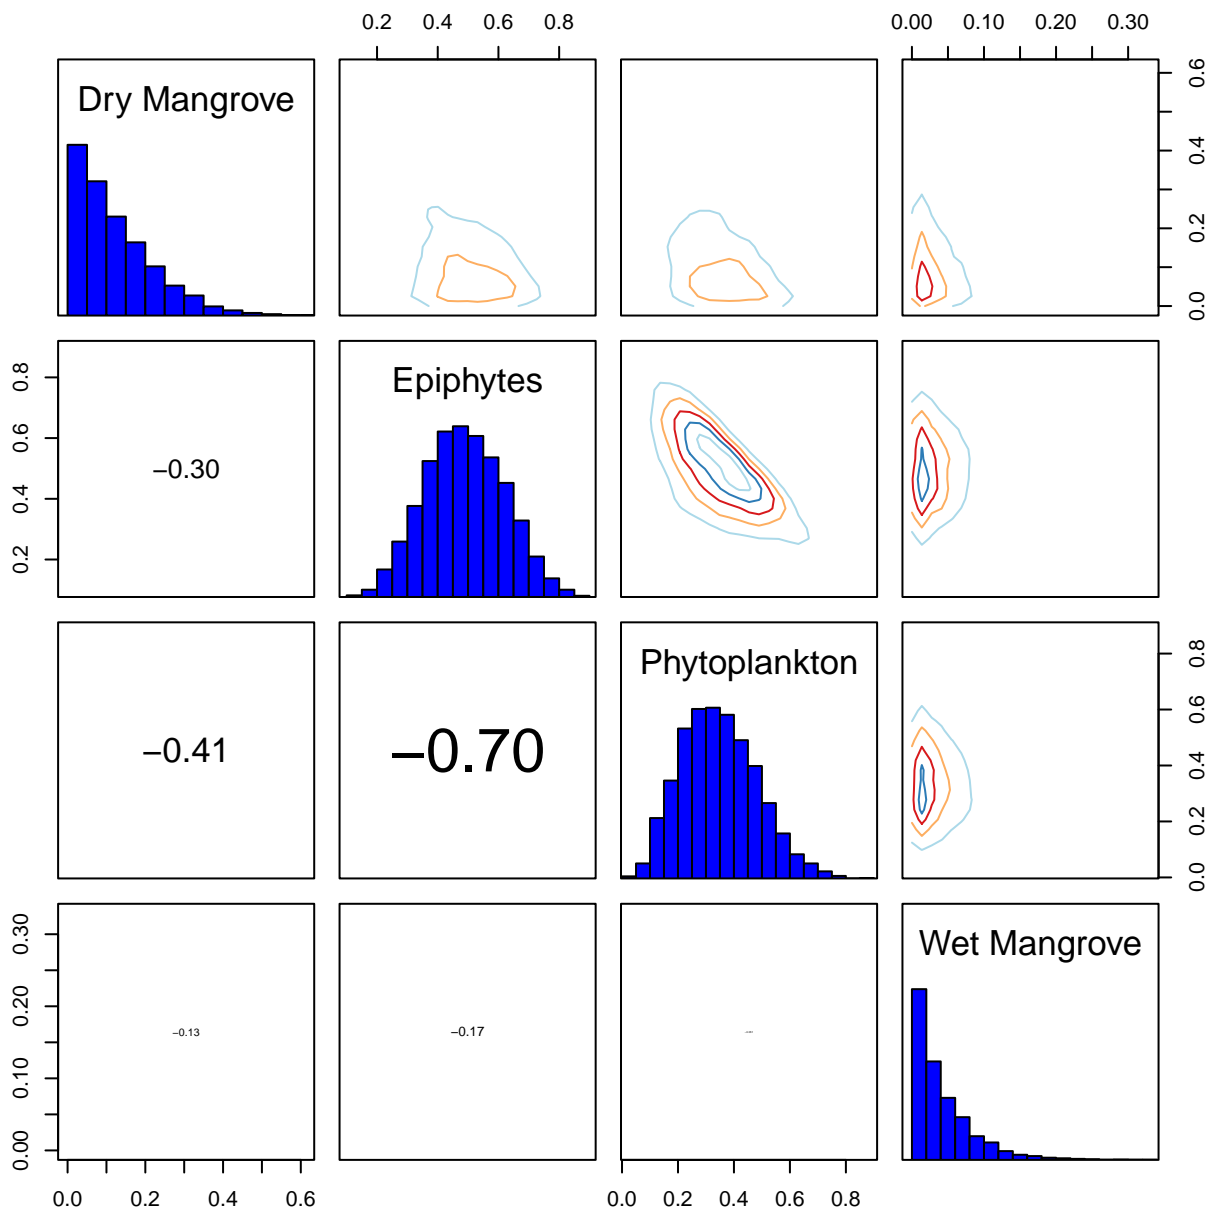 0.2 0.4 0.6 0.8
0.00 0.10 0.20 0.30
Dry Mangrove
0.0 0.2 0.4 0.6
0.2 0.4 0.6 0.8
−0.30
Epiphytes
−0.41
−0.70
Phytoplankton
0.0 0.2 0.4 0.6 0.8
0.00 0.10 0.20 0.30
−0.13
−0.17
Wet Mangrove
0.0 0.2 0.4 0.6
0.0 0.2 0.4 0.6 0.8